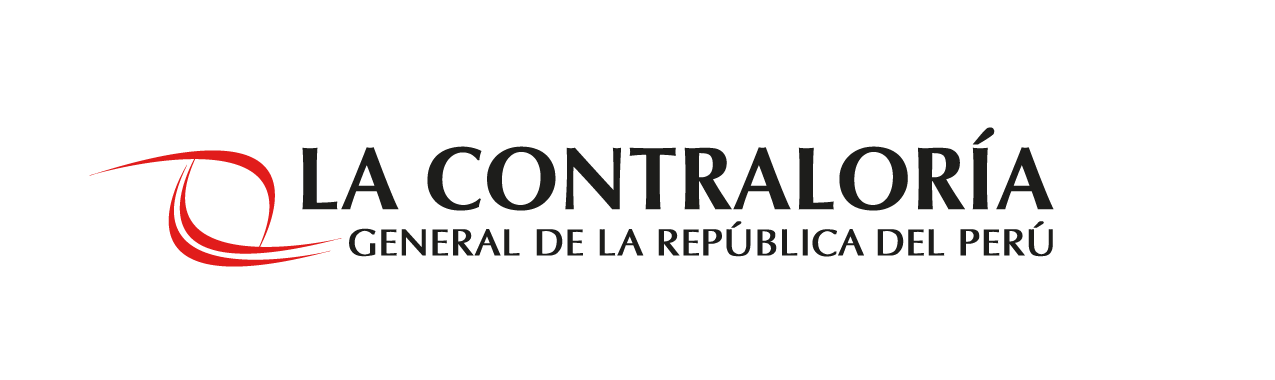 LA CONTRALORÍA
GENERAL DE LA REPÚBLICA DEL PERÚ